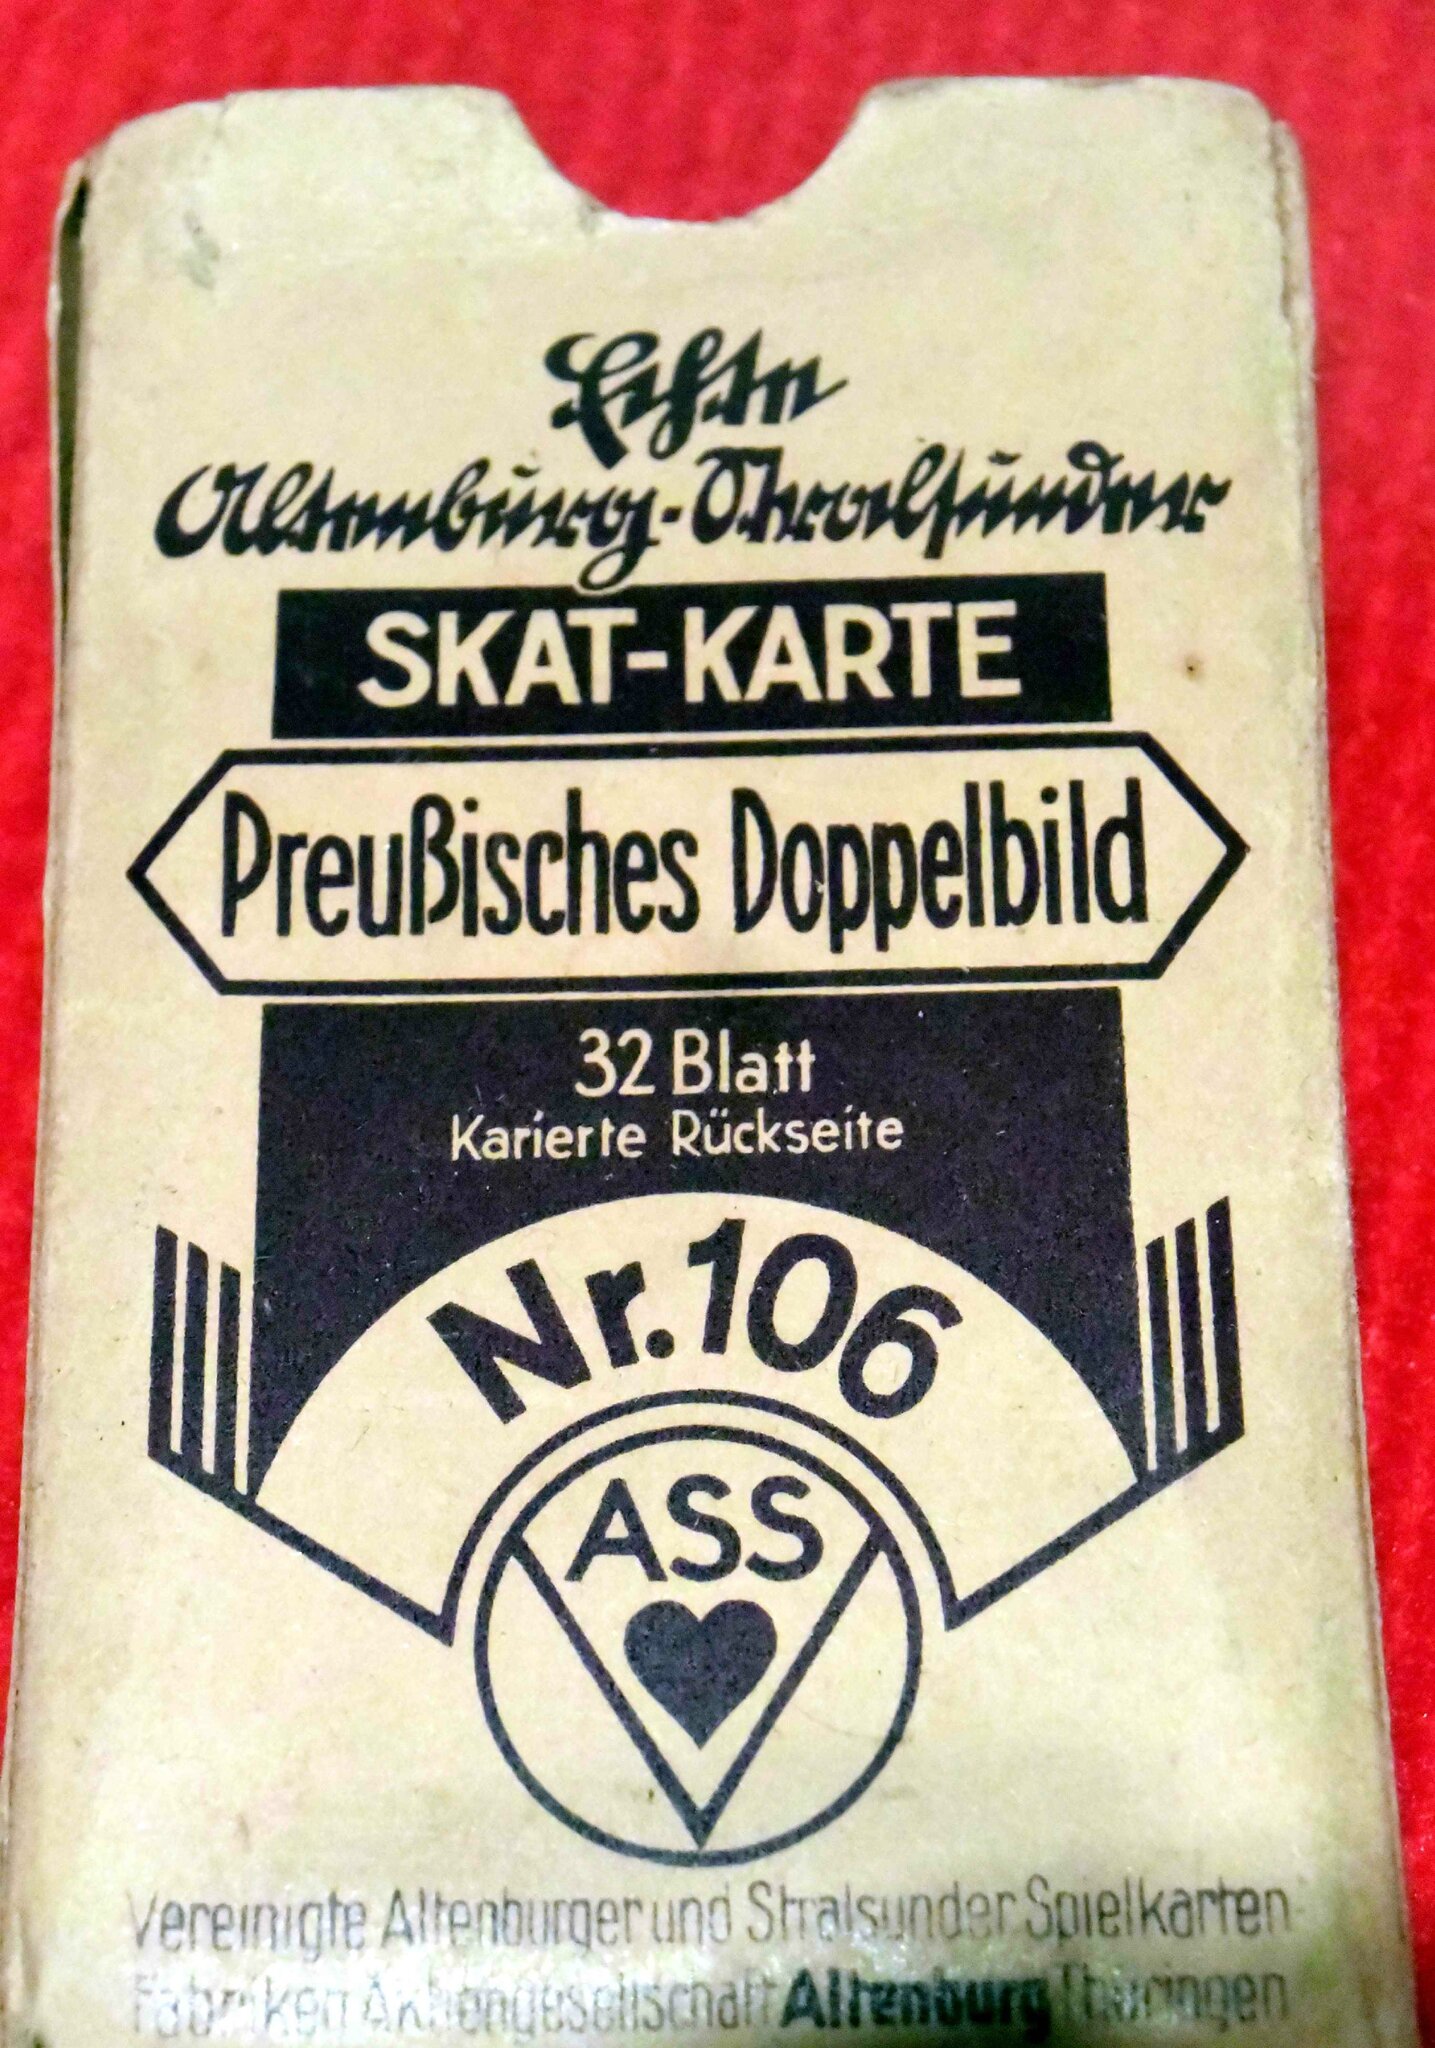 Echte
Altenburg-Stralsunder
SKAT-KARTE
Preußisches Doppelbild
32 Blatt
Karierte Rückseite
Nr. 106
ASS
Vereinigte Altenburger und Stralsunder Spielkarten-
Fabriken Aktiengesellschaft Altenburg Thüringen